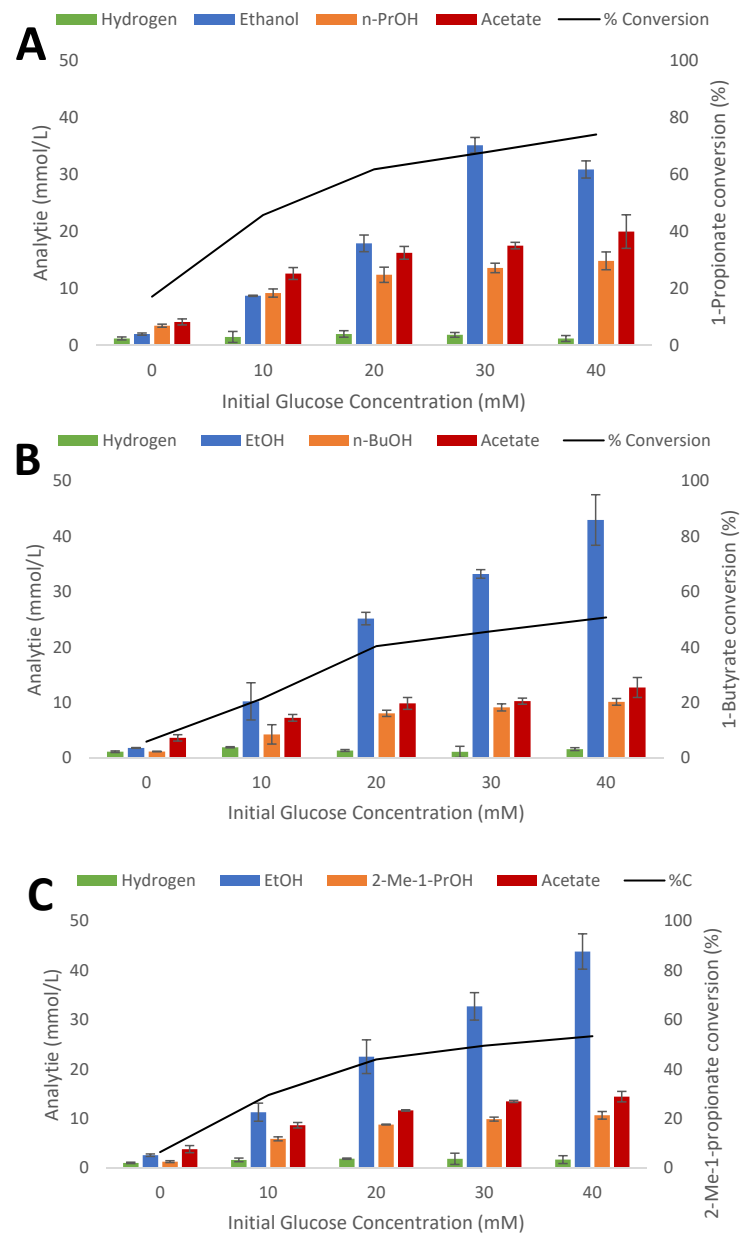 A
Hydrogen Ethanol n-PrOH Acetate % Conversion
50 100
40 80
30 60
20 40
10 20
0 0
Analytie (mmol/L)
1-Propionate conversion (%)
0 10 20 30 40
Initial Glucose Concentration (mM)
B
Hydrogen EtOH n-BuOH Acetate % Conversion
50 100
40 80
30 60
20 40
10 20
0 0
Analytie (mmol/L)
1-Butyrate conversion (%)
0 10 20 30 40
Initial Glucose Concentration (mM)
C
Hydrogen EtOH 2-Me-1-PrOH Acetate %C
50 100
40 80
30 60
20 40
10 20
0 0
Analytie (mmol/L)
2-Me-1-propionate conversion (%)
0 10 20 30 40
Initial Glucose Concentration (mM)